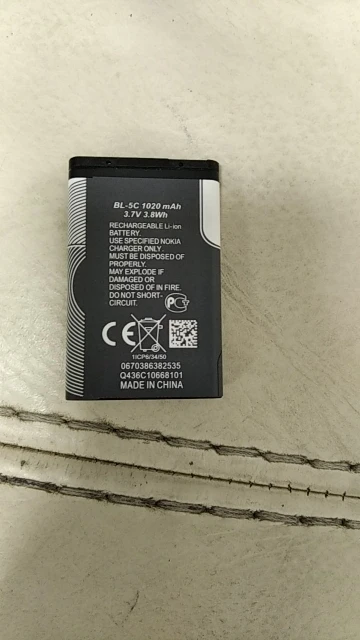 BL-5C 1020 mAh
3.7V 3.8Wh
RECHARGEABLE Li-ion
BATTERY.
USE SPECIFIED NOKIA
CHARGER ONLY.
MUST BE DISPOSED OF
PROPERLY.
MAY EXPLODE IF
DAMAGED OR
DISPOSED OF IN FIRE.
DO NOT SHORT-
CIRCUIT.
CE
1ICP6/34/50
0670386382535
Q436C10668101
MADE IN CHINA